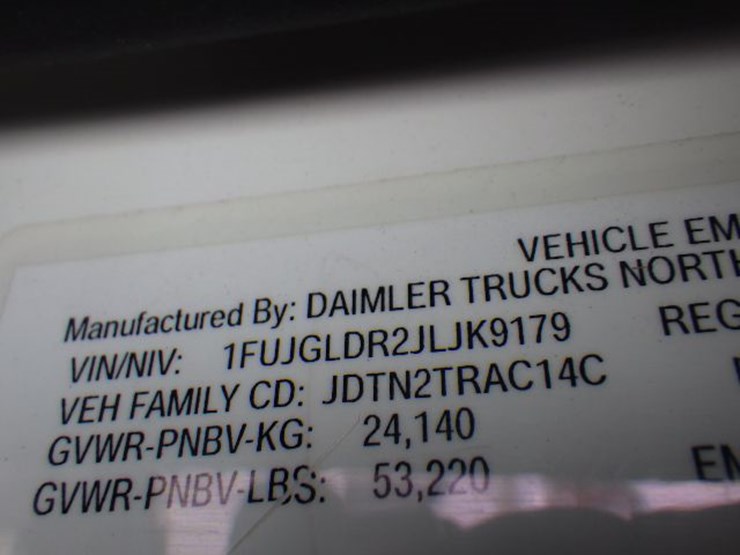 VEHICLE EM
Manufactured By: DAIMLER TRUCKS NORTH
VIN/NIV: 1FUJGLDR2JLJK9179 REG
VEH FAMILY CD: JDTN2TRAC14C
GVWR-PNBV-KG: 24,140
GVWR-PNBV-LBS: 53,220 EM